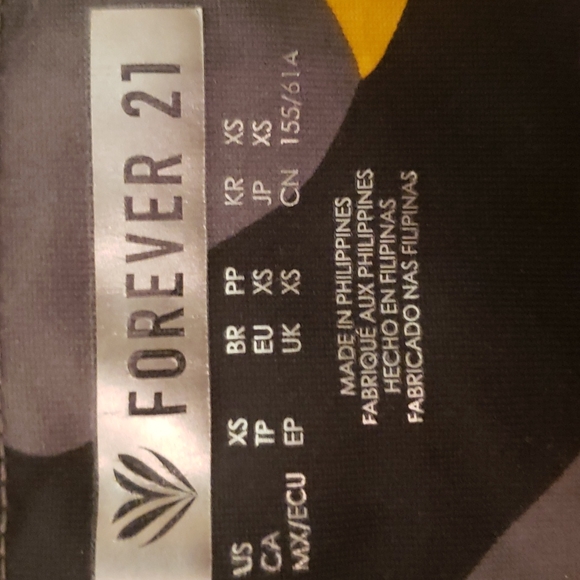 FOREVER 21
US XS BR PP KR XS
CA TP EU XS JP XS
MX/ECU EP UK XS CN 155/61A
MADE IN PHILIPPINES
FABRIQUÉ AUX PHILIPPINES
HECHO EN FILIPINAS
FABRICADO NAS FILIPINAS